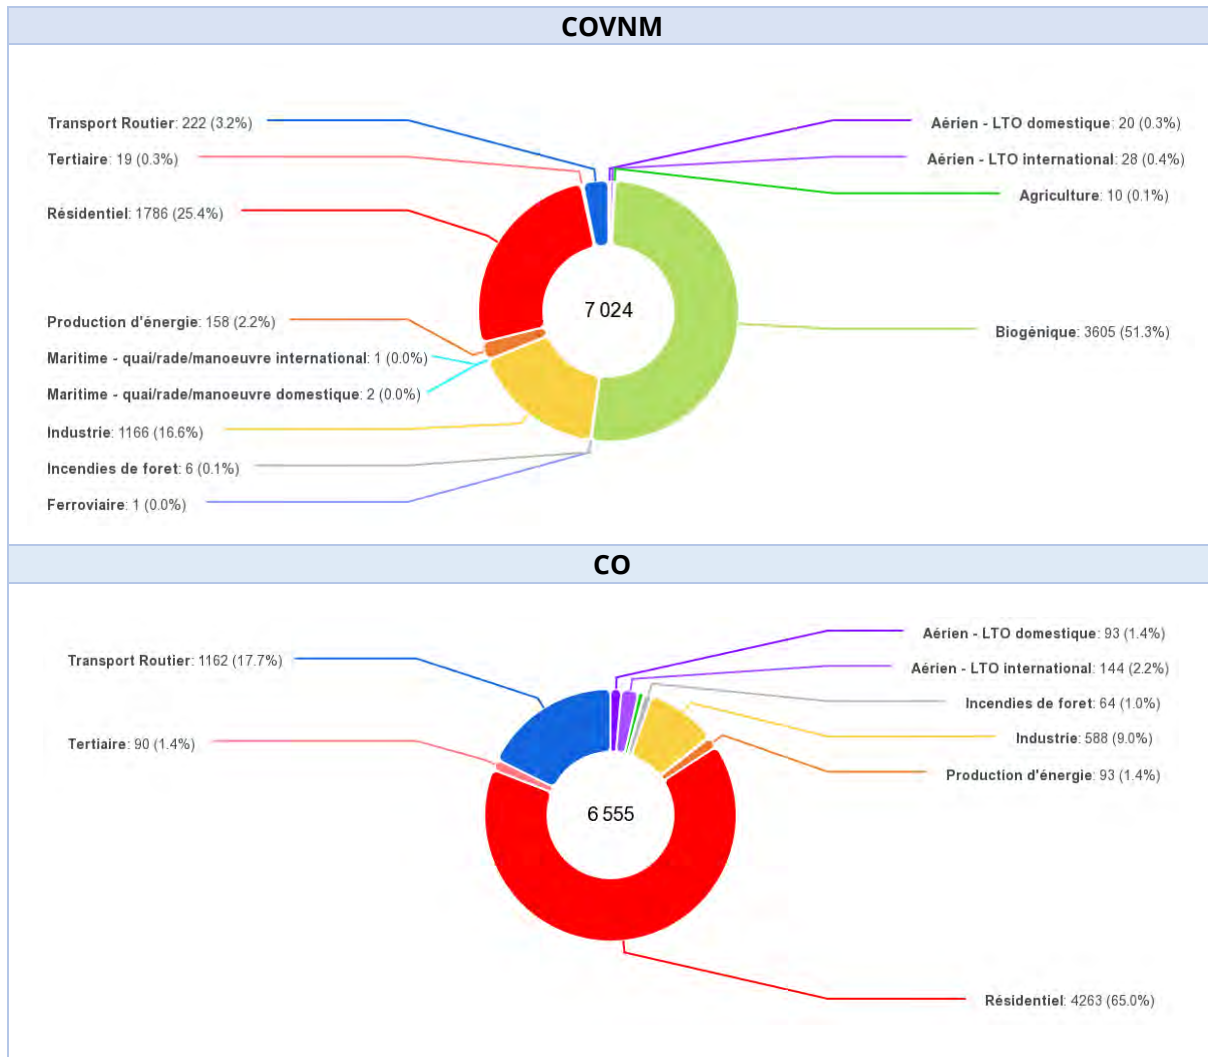 COVNM
Transport Routier: 222 (3.2%)
Tertiaire: 19 (0.3%)
Résidentiel: 1786 (25.4%)
Production d'énergie: 158 (2.2%)
Maritime - quai/rade/manoeuvre international: 1 (0.0%)
Maritime - quai/rade/manoeuvre domestique: 2 (0.0%)
Industrie: 1166 (16.6%)
Incendies de foret: 6 (0.1%)
Ferroviaire: 1 (0.0%)
7 024
Aérien - LTO domestique: 20 (0.3%)
Aérien - LTO international: 28 (0.4%)
Agriculture: 10 (0.1%)
Biogénique: 3605 (51.3%)
CO
Transport Routier: 1162 (17.7%)
Tertiaire: 90 (1.4%)
6 555
Aérien - LTO domestique: 93 (1.4%)
Aérien - LTO international: 144 (2.2%)
Incendies de foret: 64 (1.0%)
Industrie: 588 (9.0%)
Production d'énergie: 93 (1.4%)
Résidentiel: 4263 (65.0%)